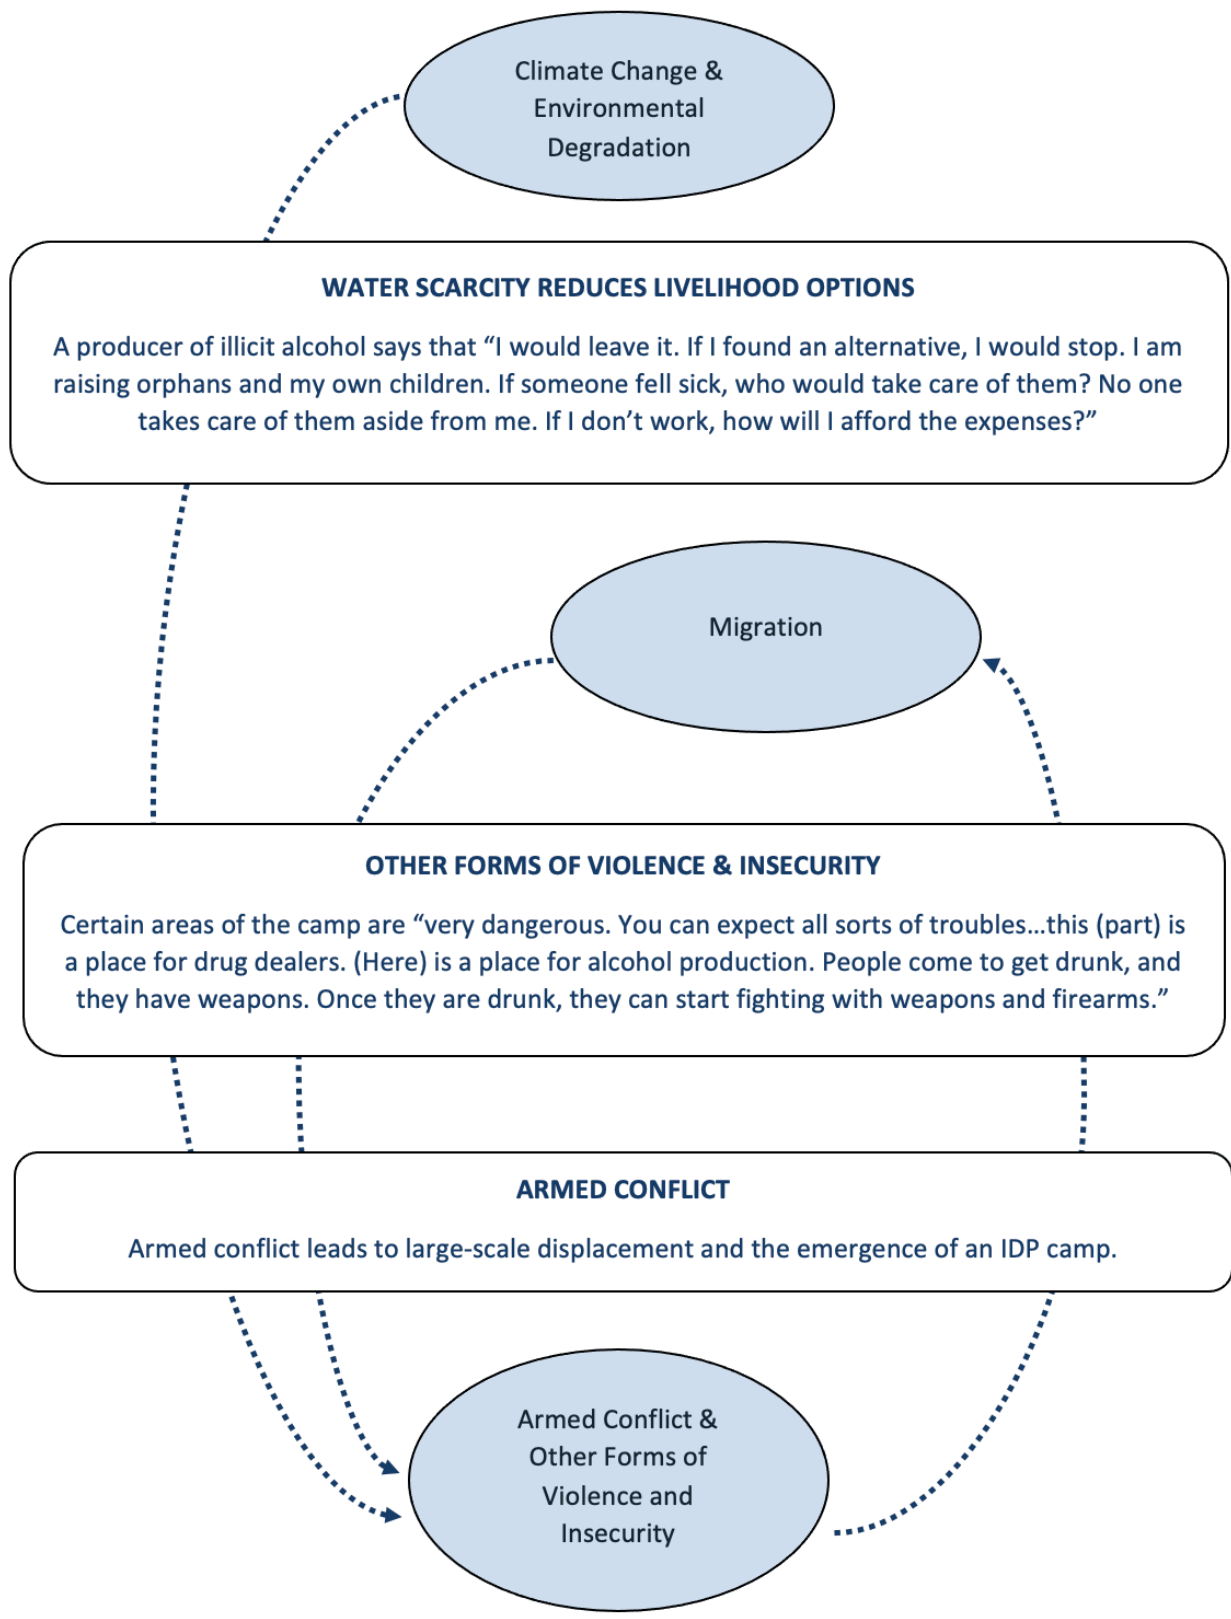 Climate Change &
Environmental
Degradation
WATER SCARCITY REDUCES LIVELIHOOD OPTIONS
A producer of illicit alcohol says that “I would leave it. If I found an alternative, I would stop. I am
raising orphans and my own children. If someone fell sick, who would take care of them? No one
takes care of them aside from me. If I don’t work, how will I afford the expenses?”
Migration
OTHER FORMS OF VIOLENCE & INSECURITY
Certain areas of the camp are “very dangerous. You can expect all sorts of troubles…this (part) is
a place for drug dealers. (Here) is a place for alcohol production. People come to get drunk, and
they have weapons. Once they are drunk, they can start fighting with weapons and firearms.”
ARMED CONFLICT
Armed conflict leads to large-scale displacement and the emergence of an IDP camp.
Armed Conflict &
Other Forms of
Violence and
Insecurity